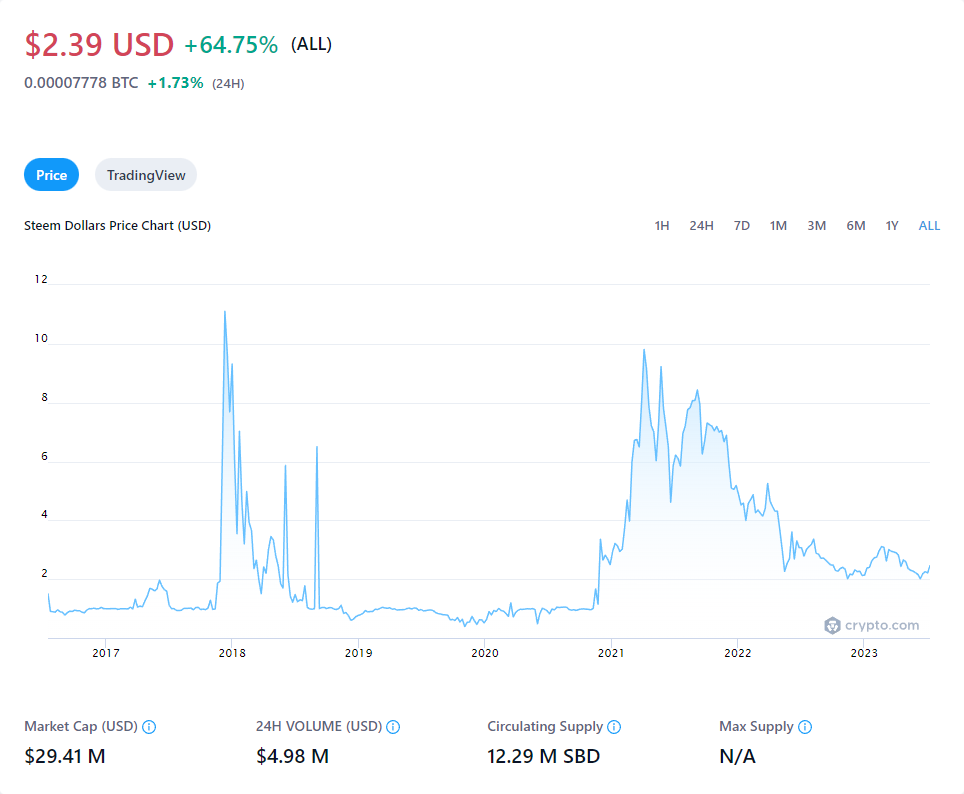 $2.39 USD +64.75% (ALL)
0.00007778 BTC +1.73% (24H)
Price TradingView
Steem Dollars Price Chart (USD) 1H 24H 7D 1M 3M 6M 1Y ALL
12
10
8
6
4
2
crypto.com
2017 2018 2019 2020 2021 2022 2023
Market Cap (USD) 24H VOLUME (USD) Circulating Supply Max Supply
$29.41 M $4.98 M 12.29 M SBD N/A